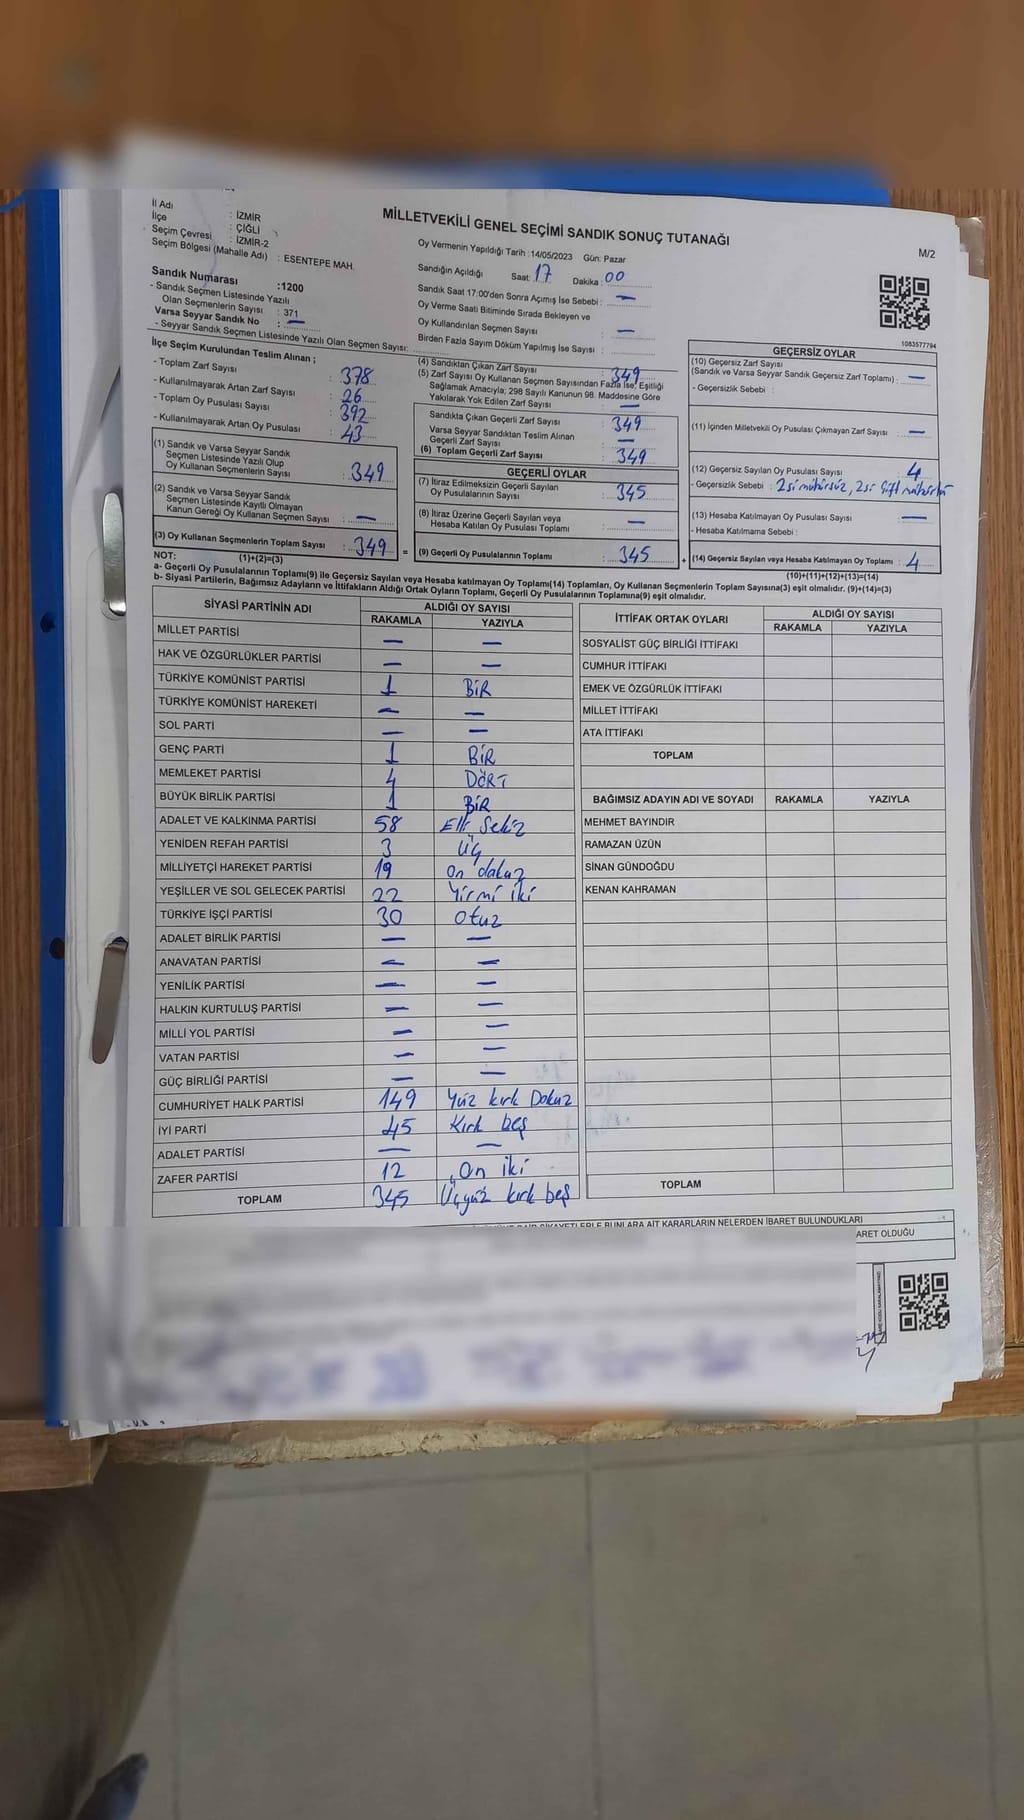 MİLLETVEKİLİ GENEL SEÇİMİ SANDIK SONUÇ TUTANAĞI
M/2
İl Adı : İZMİR
İlçe : ÇİĞLİ
Seçim Çevresi : İZMİR-2
Seçim Bölgesi (Mahalle Adı) : ESENTEPE MAH.
Sandık Numarası :1200
- Sandık Seçmen Listesinde Yazılı
Olan Seçmenlerin Sayısı : 371
Varsa Seyyar Sandık No : —
- Seyyar Sandık Seçmen Listesinde Yazılı Olan Seçmen Sayısı:
Oy Vermenin Yapıldığı Tarih :14/05/2023 Gün: Pazar
Sandığın Açıldığı Saat: 17 Dakika : 00
Sandık Saat 17:00'den Sonra Açımış İse Sebebi : —
Oy Verme Saati Bitiminde Sırada Bekleyen ve
Oy Kullandırılan Seçmen Sayısı : —
Birden Fazla Sayım Döküm Yapılmış İse Sayısı :
1083577794
İlçe Seçim Kurulundan Teslim Alınan ;
- Toplam Zarf Sayısı : 378
- Kullanılmayarak Artan Zarf Sayısı : 26
- Toplam Oy Pusulası Sayısı : 392
- Kullanılmayarak Artan Oy Pusulası : 43
(1) Sandık ve Varsa Seyyar Sandık
Seçmen Listesinde Yazılı Olup
Oy Kullanan Seçmenlerin Sayısı : 349
(2) Sandık ve Varsa Seyyar Sandık
Seçmen Listesinde Kayıtlı Olmayan
Kanun Gereği Oy Kullanan Seçmen Sayısı : —
(3) Oy Kullanan Seçmenlerin Toplam Sayısı : 349 =
(1)+(2)=(3)
(4) Sandıktan Çıkan Zarf Sayısı : 349
(5) Zarf Sayısı Oy Kullanan Seçmen Sayısından Fazla İse, Eşitliği
Sağlamak Amacıyla; 298 Sayılı Kanunun 98. Maddesine Göre
Yakılarak Yok Edilen Zarf Sayısı : —
Sandıkta Çıkan Geçerli Zarf Sayısı : 349
Varsa Seyyar Sandıktan Teslim Alınan
Geçerli Zarf Sayısı : —
(6) Toplam Geçerli Zarf Sayısı : 349
GEÇERLİ OYLAR
(7) İtiraz Edilmeksizin Geçerli Sayılan
Oy Pusulalarının Sayısı : 345
(8) İtiraz Üzerine Geçerli Sayılan veya
Hesaba Katılan Oy Pusulası Toplamı : —
(9) Geçerli Oy Pusulalarının Toplamı : 345 +
GEÇERSİZ OYLAR
(10) Geçersiz Zarf Sayısı
(Sandık ve Varsa Seyyar Sandık Geçersiz Zarf Toplamı) : —
- Geçersizlik Sebebi :
(11) İçinden Milletvekili Oy Pusulası Çıkmayan Zarf Sayısı : —
(12) Geçersiz Sayılan Oy Pusulası Sayısı : 4
- Geçersizlik Sebebi : 2si mühürsüz, 2si çift mühürlü
(13) Hesaba Katılmayan Oy Pusulası Sayısı : —
- Hesaba Katılmama Sebebi :
(14) Geçersiz Sayılan veya Hesaba Katılmayan Oy Toplamı : 4
(10)+(11)+(12)+(13)=(14)
NOT:
a- Geçerli Oy Pusulalarının Toplamı(9) ile Geçersiz Sayılan veya Hesaba katılmayan Oy Toplamı(14) Toplamları, Oy Kullanan Seçmenlerin Toplam Sayısına(3) eşit olmalıdır. (9)+(14)=(3)
b- Siyasi Partilerin, Bağımsız Adayların ve İttifakların Aldığı Ortak Oyların Toplamı, Geçerli Oy Pusulalarının Toplamına(9) eşit olmalıdır.
SİYASİ PARTİNİN ADI ALDIĞI OY SAYISI
RAKAMLA YAZIYLA
MİLLET PARTİSİ — —
HAK VE ÖZGÜRLÜKLER PARTİSİ — —
TÜRKİYE KOMÜNİST PARTİSİ 1 BİR
TÜRKİYE KOMÜNİST HAREKETİ — —
SOL PARTİ — —
GENÇ PARTİ 1 BİR
MEMLEKET PARTİSİ 4 DÖRT
BÜYÜK BİRLİK PARTİSİ 1 BİR
ADALET VE KALKINMA PARTİSİ 58 Elli Sekiz
YENİDEN REFAH PARTİSİ 3 Üç
MİLLİYETÇİ HAREKET PARTİSİ 19 On dokuz
YEŞİLLER VE SOL GELECEK PARTİSİ 22 Yirmi iki
TÜRKİYE İŞÇİ PARTİSİ 30 Otuz
ADALET BİRLİK PARTİSİ — —
ANAVATAN PARTİSİ — —
YENİLİK PARTİSİ — —
HALKIN KURTULUŞ PARTİSİ — —
MİLLİ YOL PARTİSİ — —
VATAN PARTİSİ — —
GÜÇ BİRLİĞİ PARTİSİ — —
CUMHURİYET HALK PARTİSİ 149 Yüz kırk Dokuz
İYİ PARTİ 45 Kırk beş
ADALET PARTİSİ — —
ZAFER PARTİSİ 12 On iki
TOPLAM 345 Üçyüz kırk beş
İTTİFAK ORTAK OYLARI ALDIĞI OY SAYISI
RAKAMLA YAZIYLA
SOSYALİST GÜÇ BİRLİĞİ İTTİFAKI
CUMHUR İTTİFAKI
EMEK VE ÖZGÜRLÜK İTTİFAKI
MİLLET İTTİFAKI
ATA İTTİFAKI
TOPLAM
BAĞIMSIZ ADAYIN ADI VE SOYADI RAKAMLA YAZIYLA
MEHMET BAYINDIR
RAMAZAN ÜZÜN
SİNAN GÜNDOĞDU
KENAN KAHRAMAN
TOPLAM
ŞİKAYETLERLE BUNLARA AİT KARARLARIN NELERDEN İBARET BULUNDUKLARI
ARET OLDUĞU